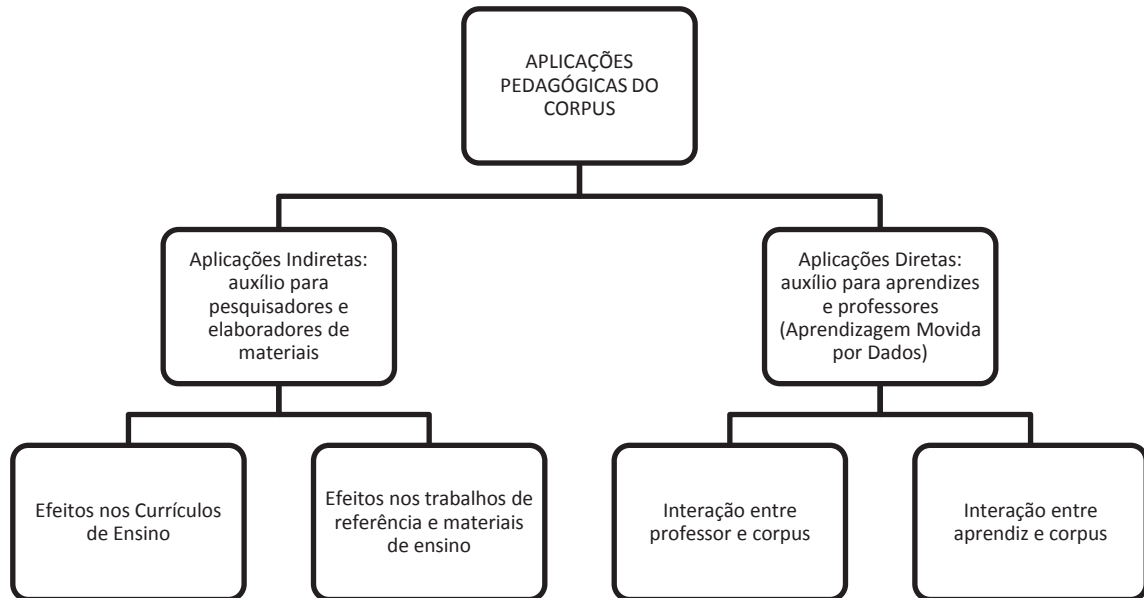 APLICAÇÕES
PEDAGÓGICAS DO
CORPUS
Aplicações Indiretas:
auxílio para
pesquisadores e
elaboradores de
materiais
Aplicações Diretas:
auxílio para aprendizes
e professores
(Aprendizagem Movida
por Dados)
Efeitos nos Currículos
de Ensino
Efeitos nos trabalhos de
referência e materiais
de ensino
Interação entre
professor e corpus
Interação entre
aprendiz e corpus